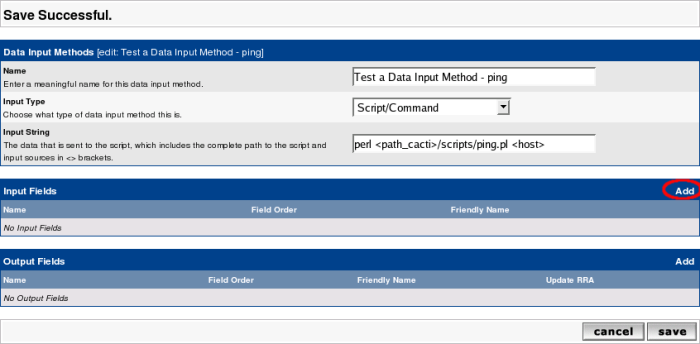 Save Successful.
Data Input Methods [edit: Test a Data Input Method - ping]
Name
Enter a meaningful name for this data input method.
Test a Data Input Method - ping
Input Type
Choose what type of data input method this is.
Script/Command
Input String
The data that is sent to the script, which includes the complete path to the script and
input sources in <> brackets.
perl <path_cacti>/scripts/ping.pl <host>
Input Fields Add
Name Field Order Friendly Name
No Input Fields
Output Fields Add
Name Field Order Friendly Name Update RRA
No Output Fields
cancel save